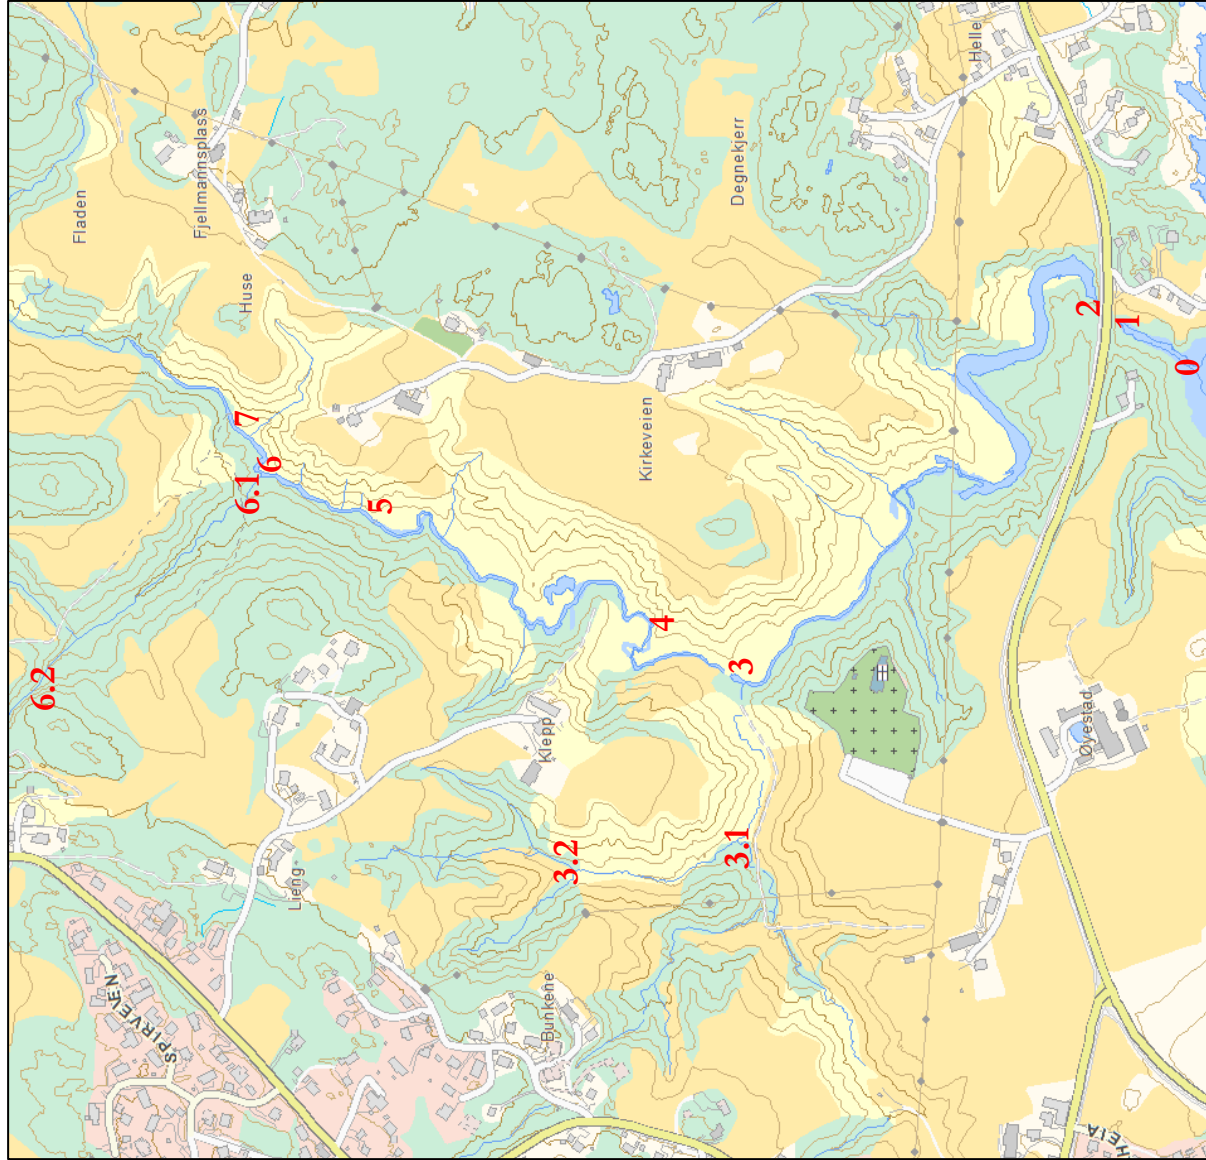 Fladen
Fjellmannsplass
Huse
Degnekjerr
Helle
Kirkeveien
Klepp
Lieng
Bunkene
Øvestad
SPIRVEIEN
HEIA
0
1
2
3
3.1
3.2
4
5
6
6.1
6.2
7